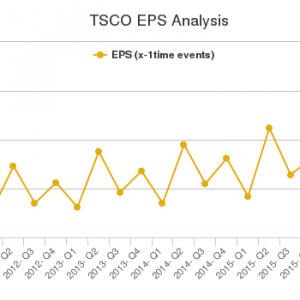 TSCO EPS Analysis
EPS (x-1time events)
Q2
2012- Q3
2012- Q4
2013- Q1
2013- Q2
2013- Q3
2013- Q4
2014- Q1
2014- Q2
2014- Q3
2014- Q4
2015- Q1
2015- Q2
2015- Q3